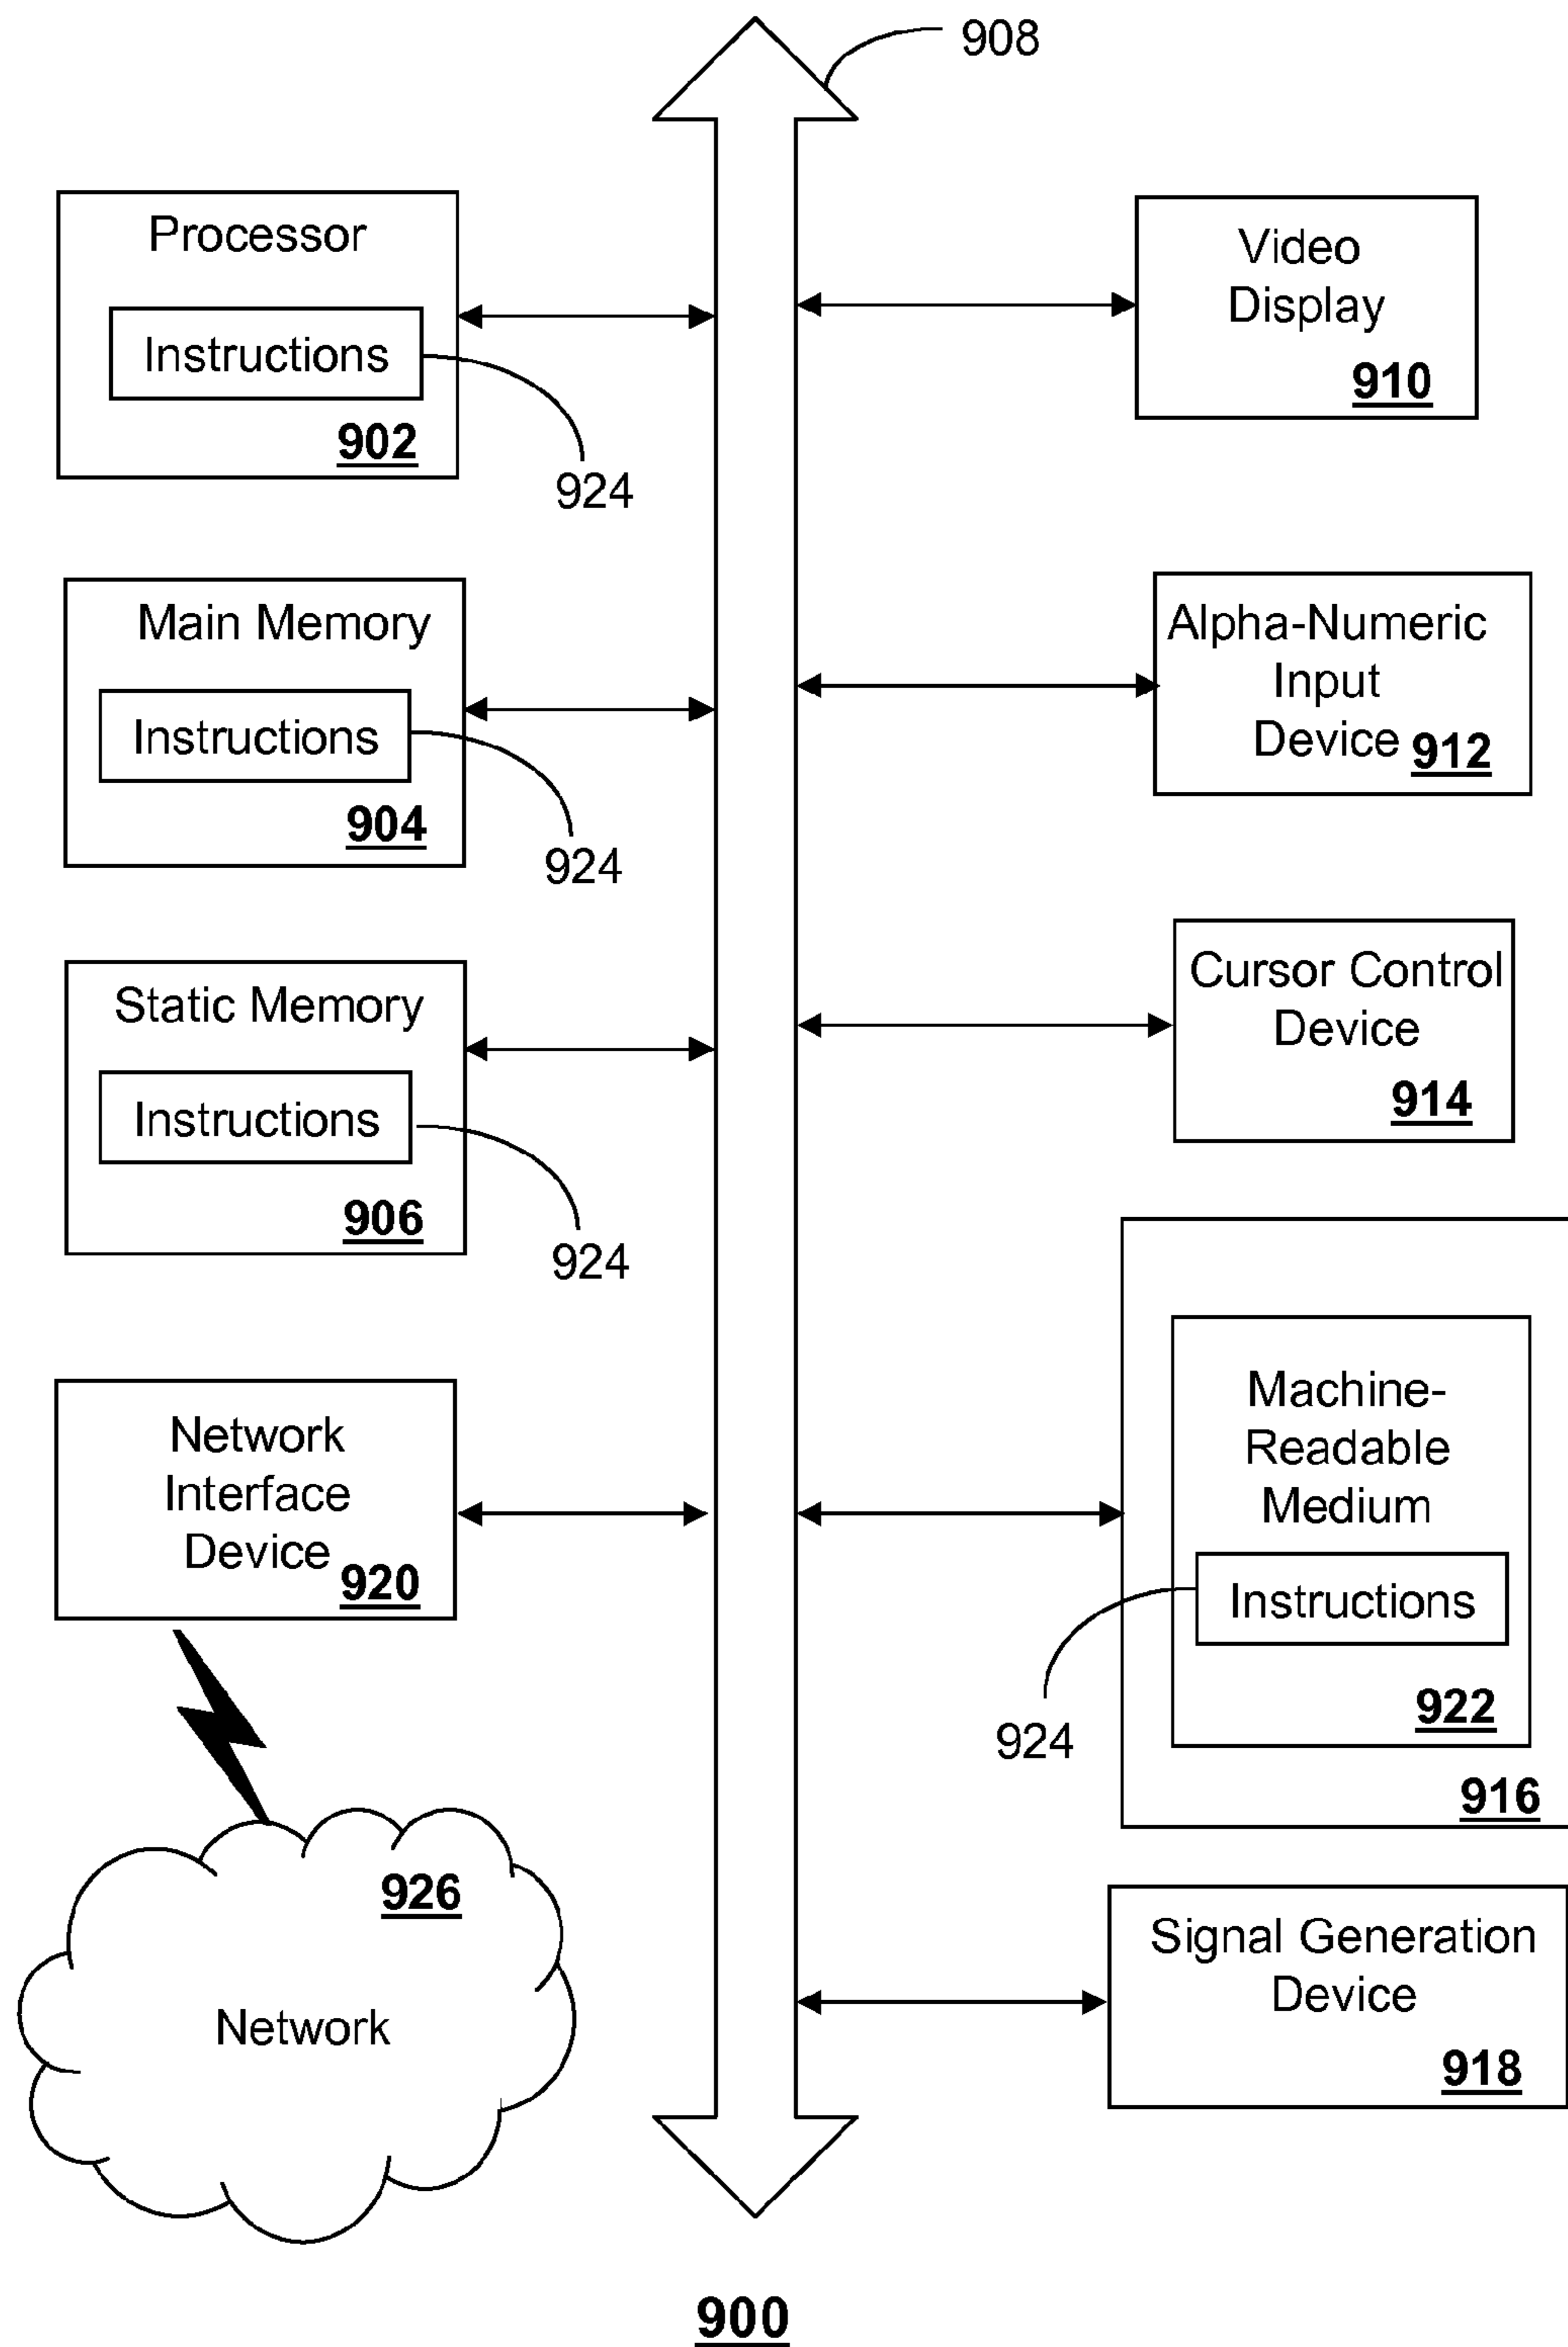 908
Processor
Instructions
902
924
Main Memory
Instructions
904
924
Static Memory
Instructions
906
924
Network
Interface
Device
920
926
Network
Video
Display
910
Alpha-Numeric
Input
Device 912
Cursor Control
Device
914
Machine-
Readable
Medium
Instructions
924
922
916
Signal Generation
Device
918
900